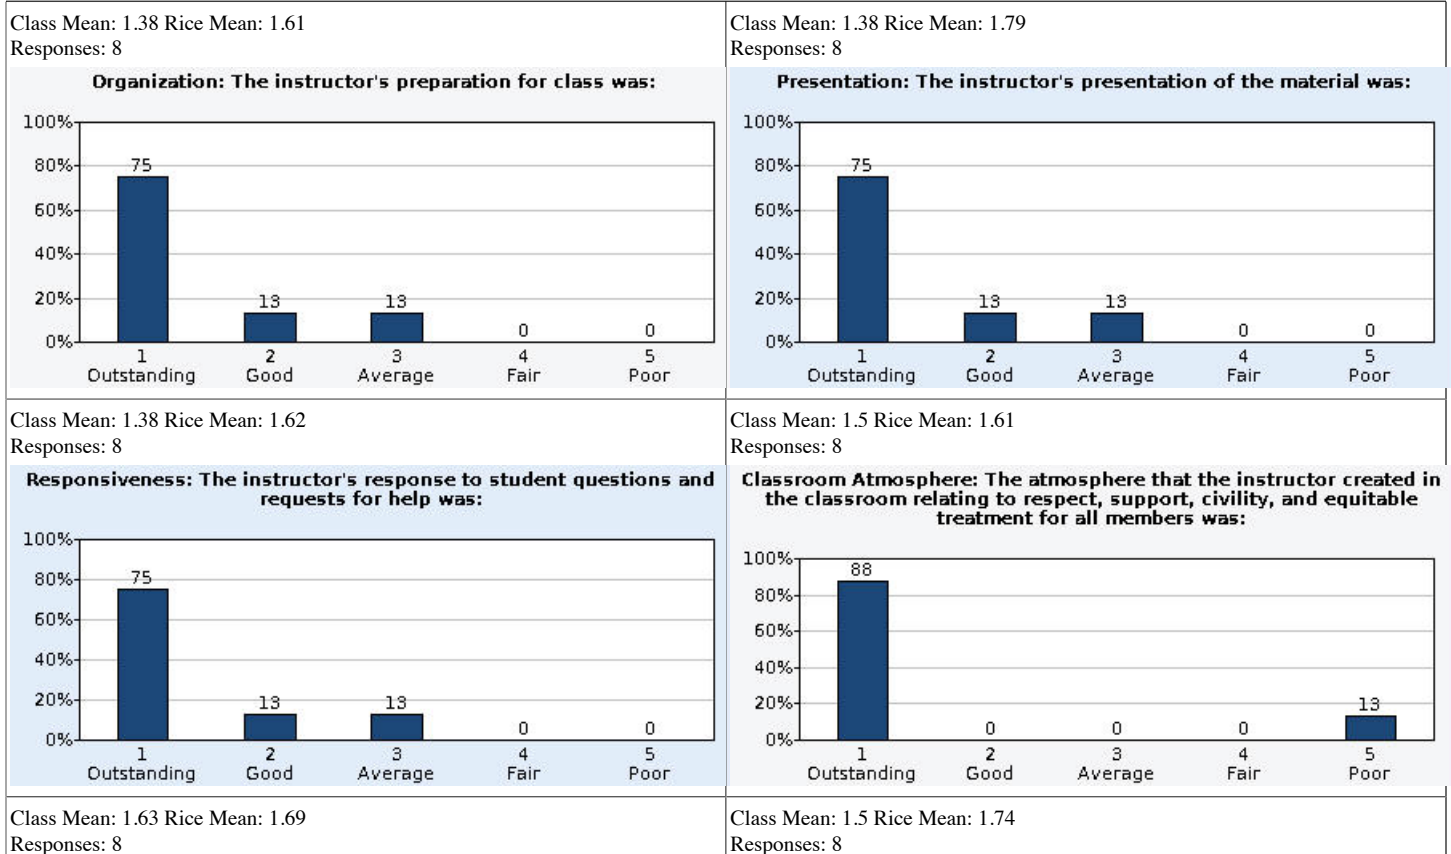 Class Mean: 1.38 Rice Mean: 1.61
Responses: 8
Organization: The instructor's preparation for class was:
100%
80%
60%
40%
20%
0%
75
13
13
0
0
1
2
3
4
5
Outstanding
Good
Average
Fair
Poor
Class Mean: 1.38 Rice Mean: 1.79
Responses: 8
Presentation: The instructor's presentation of the material was:
100%
80%
60%
40%
20%
0%
75
13
13
0
0
1
2
3
4
5
Outstanding
Good
Average
Fair
Poor
Class Mean: 1.38 Rice Mean: 1.62
Responses: 8
Responsiveness: The instructor's response to student questions and
requests for help was:
100%
80%
60%
40%
20%
0%
75
13
13
0
0
1
2
3
4
5
Outstanding
Good
Average
Fair
Poor
Class Mean: 1.5 Rice Mean: 1.61
Responses: 8
Classroom Atmosphere: The atmosphere that the instructor created in
the classroom relating to respect, support, civility, and equitable
treatment for all members was:
100%
80%
60%
40%
20%
0%
88
0
0
0
13
1
2
3
4
5
Outstanding
Good
Average
Fair
Poor
Class Mean: 1.63 Rice Mean: 1.69
Responses: 8
Class Mean: 1.5 Rice Mean: 1.74
Responses: 8